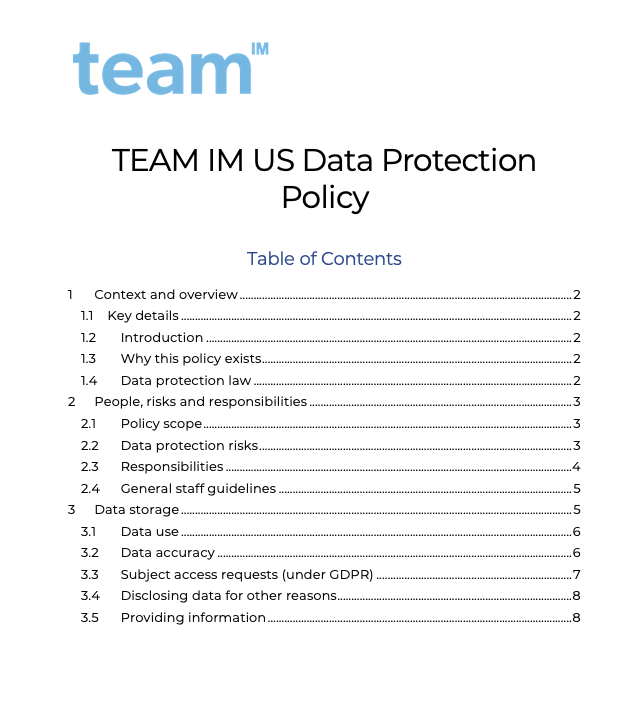 team IM
TEAM IM US Data Protection
Policy
Table of Contents
1 Context and overview 2
1.1 Key details 2
1.2 Introduction 2
1.3 Why this policy exists 2
1.4 Data protection law 2
2 People, risks and responsibilities 3
2.1 Policy scope 3
2.2 Data protection risks 3
2.3 Responsibilities 4
2.4 General staff guidelines 5
3 Data storage 5
3.1 Data use 6
3.2 Data accuracy 6
3.3 Subject access requests (under GDPR) 7
3.4 Disclosing data for other reasons 8
3.5 Providing information 8